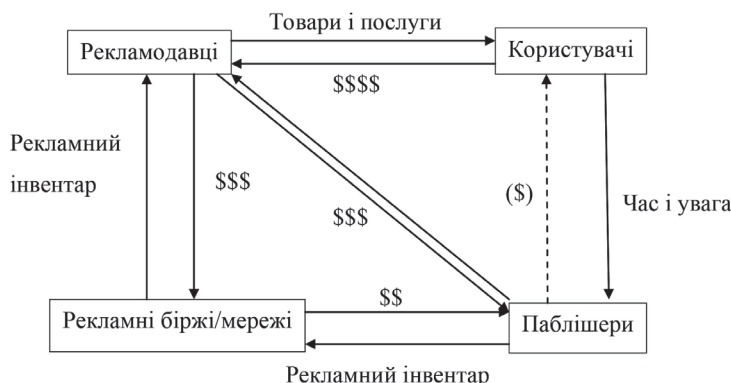 Товари і послуги
Рекламодавці
Користувачі
$$$$
Рекламний
інвентар
$$$
$$$
($)
Час і увага
$$
Рекламні біржі/мережі
Паблішери
Рекламний інвентар